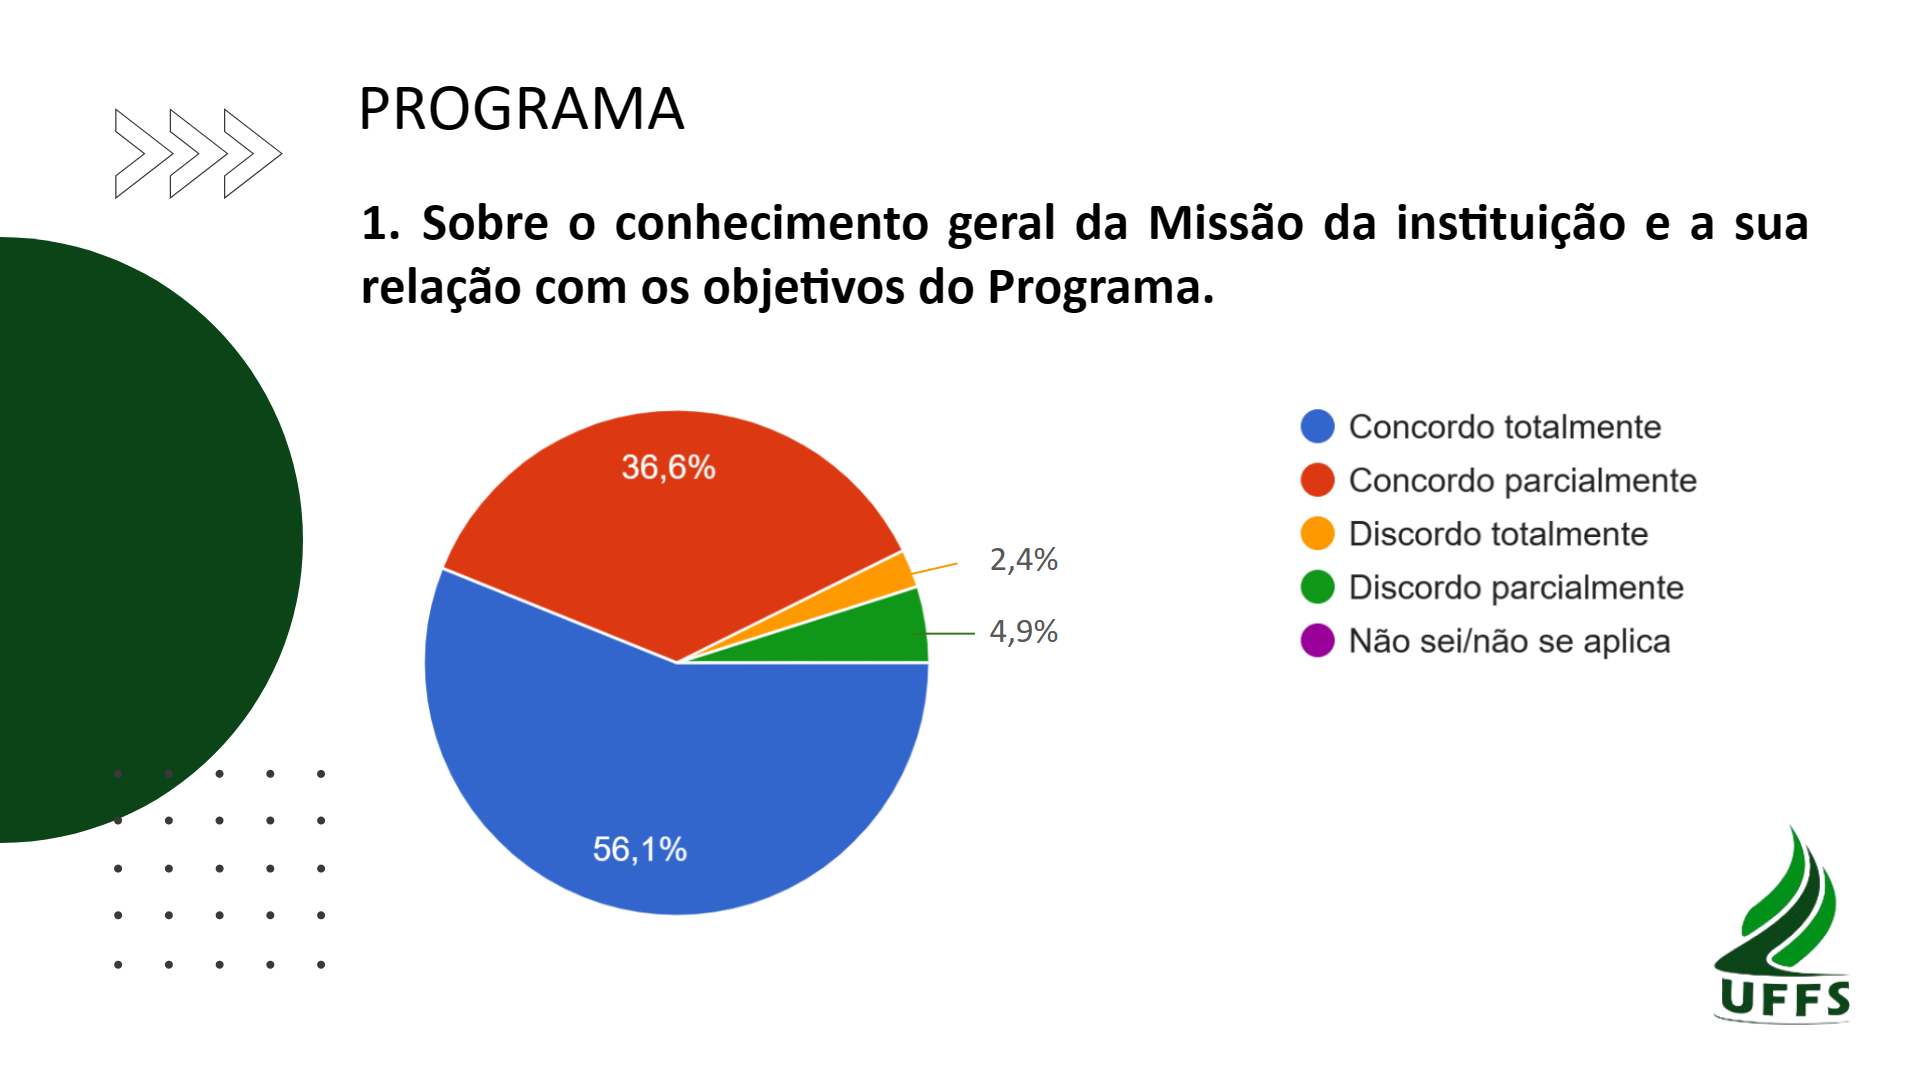 PROGRAMA
1. Sobre o conhecimento geral da Missão da instituição e a sua
relação com os objetivos do Programa.
36,6%
2,4%
4,9%
56,1%
Concordo totalmente
Concordo parcialmente
Discordo totalmente
Discordo parcialmente
Não sei/não se aplica
UFFS